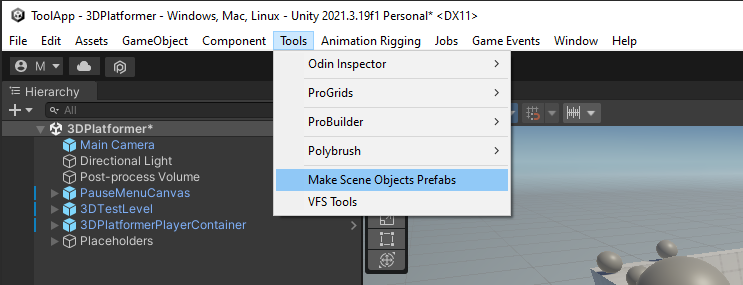 ToolApp - 3DPlatformer - Windows, Mac, Linux - Unity 2021.3.19f1 Personal* <DX11>
File Edit Assets GameObject Component Tools Animation Rigging Jobs Game Events Window Help
M
Odin Inspector
ProGrids
ProBuilder
Polybrush
Make Scene Objects Prefabs
VFS Tools
Hierarchy
All
3DPlatformer*
Main Camera
Directional Light
Post-process Volume
PauseMenuCanvas
3DTestLevel
3DPlatformerPlayerContainer
Placeholders